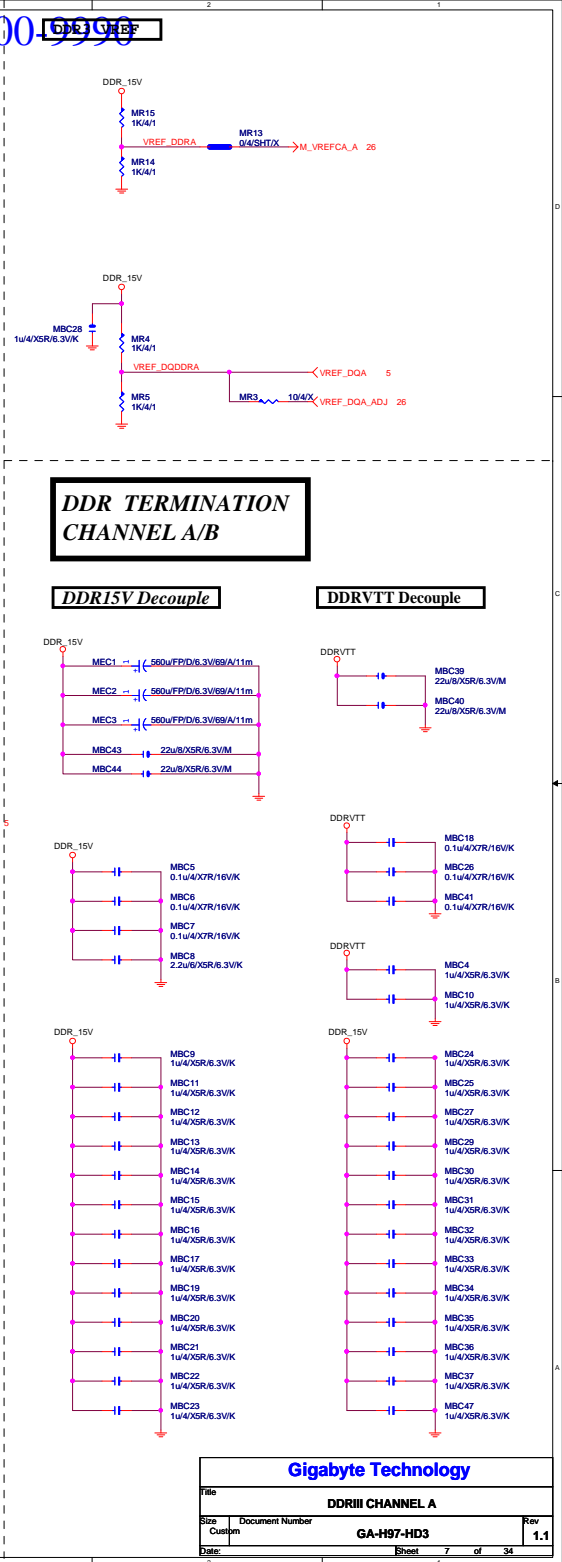 2
1
00-9990
DDR3 VREF
DDR_15V
MR15
1K/4/1
VREF_DDRA
MR13
0/4/SHT/X
M_VREFCA_A 26
MR14
1K/4/1
D
DDR_15V
MBC28
1u/4/X5R/6.3V/K
MR4
1K/4/1
VREF_DQDDRA
VREF_DQA 5
MR5
1K/4/1
MR3
10/4/X
VREF_DQA_ADJ 26
DDR TERMINATION
CHANNEL A/B
DDR15V Decouple
DDRVTT Decouple
C
DDR_15V
MEC1 1 + 560u/FP/D/6.3V/69/A/11m
MEC2 1 + 560u/FP/D/6.3V/69/A/11m
MEC3 1 + 560u/FP/D/6.3V/69/A/11m
MBC43 22u/8/X5R/6.3V/M
MBC44 22u/8/X5R/6.3V/M
DDRVTT
MBC39
22u/8/X5R/6.3V/M
MBC40
22u/8/X5R/6.3V/M
5
DDR_15V
MBC5
0.1u/4/X7R/16V/K
MBC6
0.1u/4/X7R/16V/K
MBC7
0.1u/4/X7R/16V/K
MBC8
2.2u/6/X5R/6.3V/K
DDRVTT
MBC18
0.1u/4/X7R/16V/K
MBC26
0.1u/4/X7R/16V/K
MBC41
0.1u/4/X7R/16V/K
DDRVTT
MBC4
1u/4/X5R/6.3V/K
MBC10
1u/4/X5R/6.3V/K
B
DDR_15V
MBC9
1u/4/X5R/6.3V/K
MBC11
1u/4/X5R/6.3V/K
MBC12
1u/4/X5R/6.3V/K
MBC13
1u/4/X5R/6.3V/K
MBC14
1u/4/X5R/6.3V/K
MBC15
1u/4/X5R/6.3V/K
MBC16
1u/4/X5R/6.3V/K
MBC17
1u/4/X5R/6.3V/K
MBC19
1u/4/X5R/6.3V/K
MBC20
1u/4/X5R/6.3V/K
MBC21
1u/4/X5R/6.3V/K
MBC22
1u/4/X5R/6.3V/K
MBC23
1u/4/X5R/6.3V/K
DDR_15V
MBC24
1u/4/X5R/6.3V/K
MBC25
1u/4/X5R/6.3V/K
MBC27
1u/4/X5R/6.3V/K
MBC29
1u/4/X5R/6.3V/K
MBC30
1u/4/X5R/6.3V/K
MBC31
1u/4/X5R/6.3V/K
MBC32
1u/4/X5R/6.3V/K
MBC33
1u/4/X5R/6.3V/K
MBC34
1u/4/X5R/6.3V/K
MBC35
1u/4/X5R/6.3V/K
MBC36
1u/4/X5R/6.3V/K
MBC37
1u/4/X5R/6.3V/K
MBC47
1u/4/X5R/6.3V/K
A
Gigabyte Technology
Title
DDRIII CHANNEL A
Size
Custom
Document Number
GA-H97-HD3
Rev
1.1
Date:
Sheet 7 of 34